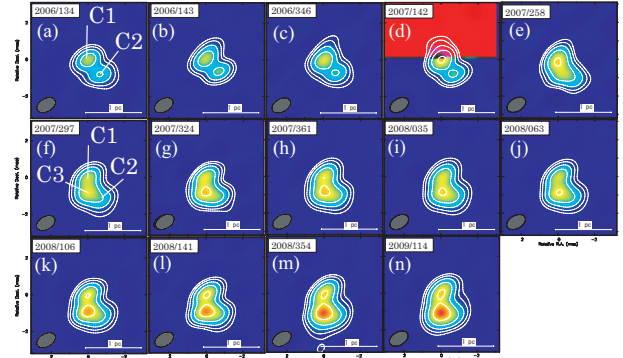 2006/134 2006/143 2006/346 2007/142 2007/258
(a) C1 C2 (b) (c) (d) (e)
1 pc 1 pc 1 pc 1 pc 1 pc
2007/297 2007/324 2007/361 2008/035 2008/063
(f) C1 C3 C2 (g) (h) (i) (j)
1 pc 1 pc 1 pc 1 pc 1 pc
Relative R.A. (mas)
2008/106 2008/141 2008/354 2009/114
(k) (l) (m) (n)
1 pc 1 pc 1 pc 1 pc